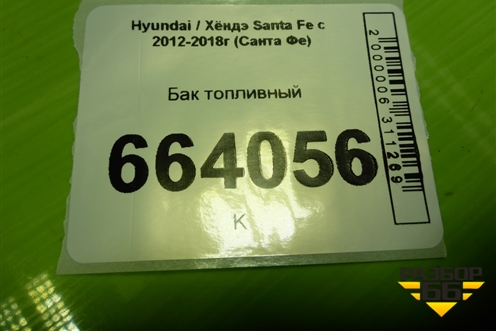 Hyundai / Хёндэ Santa Fe с
2012-2018г (Санта Фе)
Бак топливный
664056
К
2000006311269
РАЗБОР
66